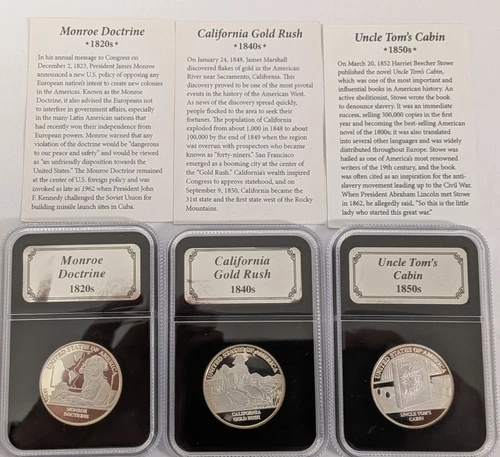 Monroe Doctrine
★1820s★
In his annual message to Congress on
December 2, 1823, President James Monroe
announced a new U.S. policy of opposing any
European nation's intent to create new colonies
in the Americas. Known as the Monroe
Doctrine, it also advised the Europeans not
to interfere in government affairs, especially
in the many Latin American nations that
had recently won their independence from
European powers. Monroe warned that any
violation of the doctrine would be "dangerous
to our peace and safety" and would be viewed
as "an unfriendly disposition towards the
United States." The Monroe Doctrine remained
at the center of U.S. foreign policy and was
invoked as late as 1962 when President John
F. Kennedy challenged the Soviet Union for
building missile launch sites in Cuba.
California Gold Rush
★1840s★
On January 24, 1848, James Marshall
discovered flakes of gold in the American
River near Sacramento, California. This
discovery proved to be one of the most pivotal
events in the history of the American West.
As news of the discovery spread quickly,
people flocked to the area to seek their
fortunes. The population of California
exploded from about 1,000 in 1848 to about
100,000 by the end of 1849 when the region
was overrun with prospectors who became
known as "forty-miners." San Francisco
emerged as a booming city at the center of
the "Gold Rush." California's wealth inspired
Congress to approve statehood, and on
September 9, 1850, California became the
31st state and the first state west of the Rocky
Mountains.
Uncle Tom's Cabin
★1850s★
On March 20, 1852 Harriet Beecher Stowe
published the novel Uncle Tom's Cabin,
which was one of the most important and
influential books in American history. An
active abolitionist, Stowe wrote the book
to denounce slavery. It was an immediate
success, selling 300,000 copies in the first
year and becoming the best-selling American
novel of the 1800s; it was also translated
into several other languages and was widely
distributed throughout Europe. Stowe was
hailed as one of America's most renowned
writers of the 19th century, and the book
was often cited as an inspiration for the anti-
slavery movement leading up to the Civil War.
When President Abraham Lincoln met Stowe
in 1862, he allegedly said, "So this is the little
lady who started this great war."
Monroe
Doctrine
1820s
California
Gold Rush
1840s
Uncle Tom's
Cabin
1850s
UNITED STATES OF AMERICA
MONROE
DOCTRINE
UNITED STATES OF AMERICA
CALIFORNIA
GOLD RUSH
UNITED STATES OF AMERICA
UNCLE TOM'S
CABIN